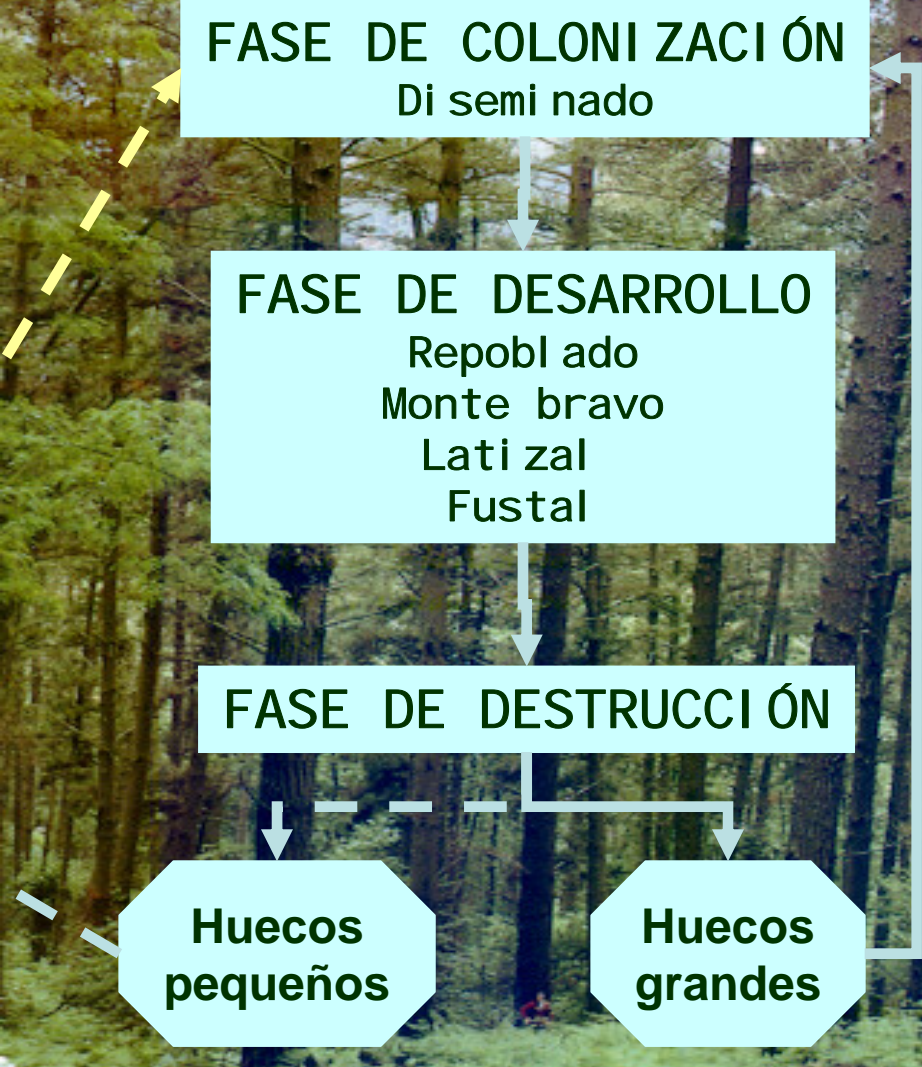 FASE DE COLONIZACIÓN
Diseminado
FASE DE DESARROLLO
Repoblado
Monte bravo
Latizal
Fustal
FASE DE DESTRUCCIÓN
Huecos
pequeños
Huecos
grandes